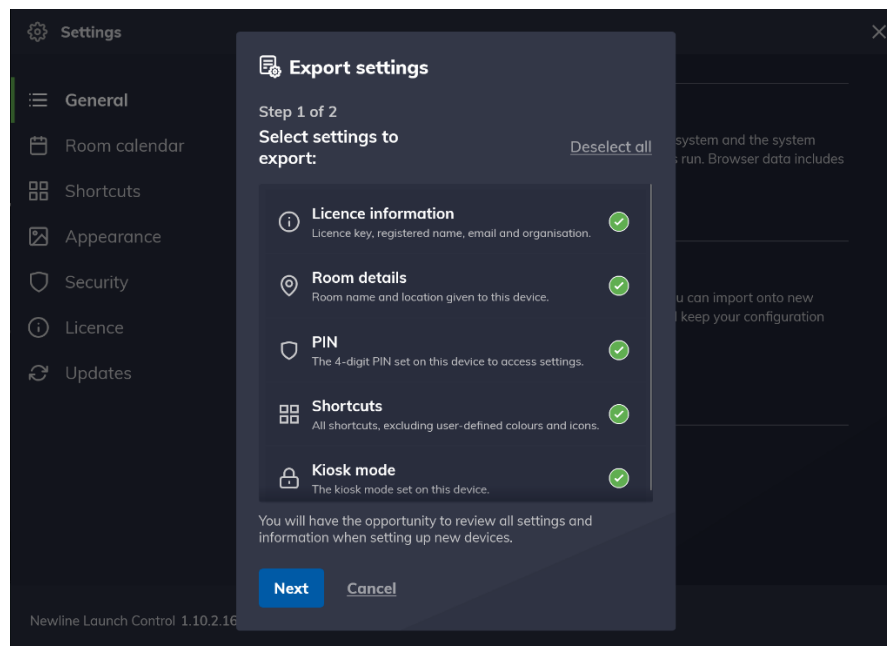 Settings
General
Room calendar
Shortcuts
Appearance
Security
Licence
Updates
Newline Launch Control 1.10.2.16
Export settings
Step 1 of 2
Select settings to
export:
Deselect all
Licence information
Licence key, registered name, email and organisation.
Room details
Room name and location given to this device.
PIN
The 4-digit PIN set on this device to access settings.
Shortcuts
All shortcuts, excluding user-defined colours and icons.
Kiosk mode
The kiosk mode set on this device.
You will have the opportunity to review all settings and
information when setting up new devices.
Next
Cancel
system and the system
run. Browser data includes
can import onto new
keep your configuration